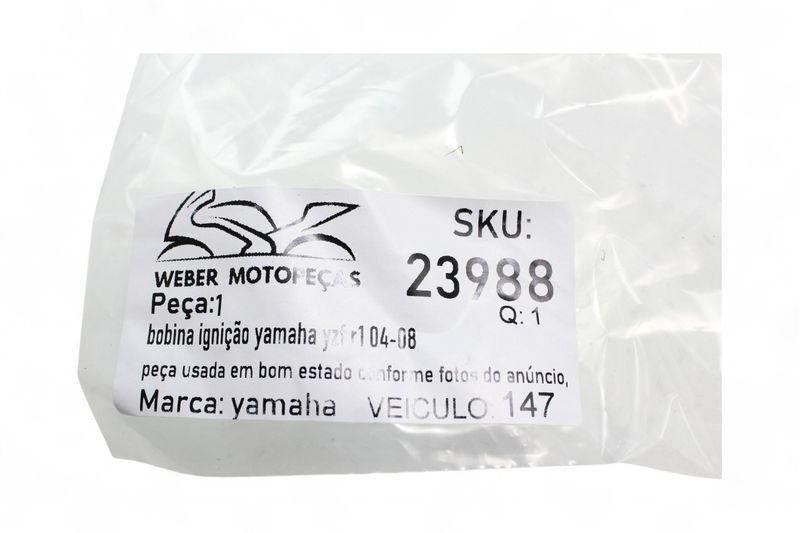 WEBER MOTOPEÇAS
SKU:
23988
Q: 1
Peça:1
bobina ignição yamaha yzf r1 04-08
peça usada em bom estado conforme fotos do anúncio,
Marca: yamaha VEICULO: 147